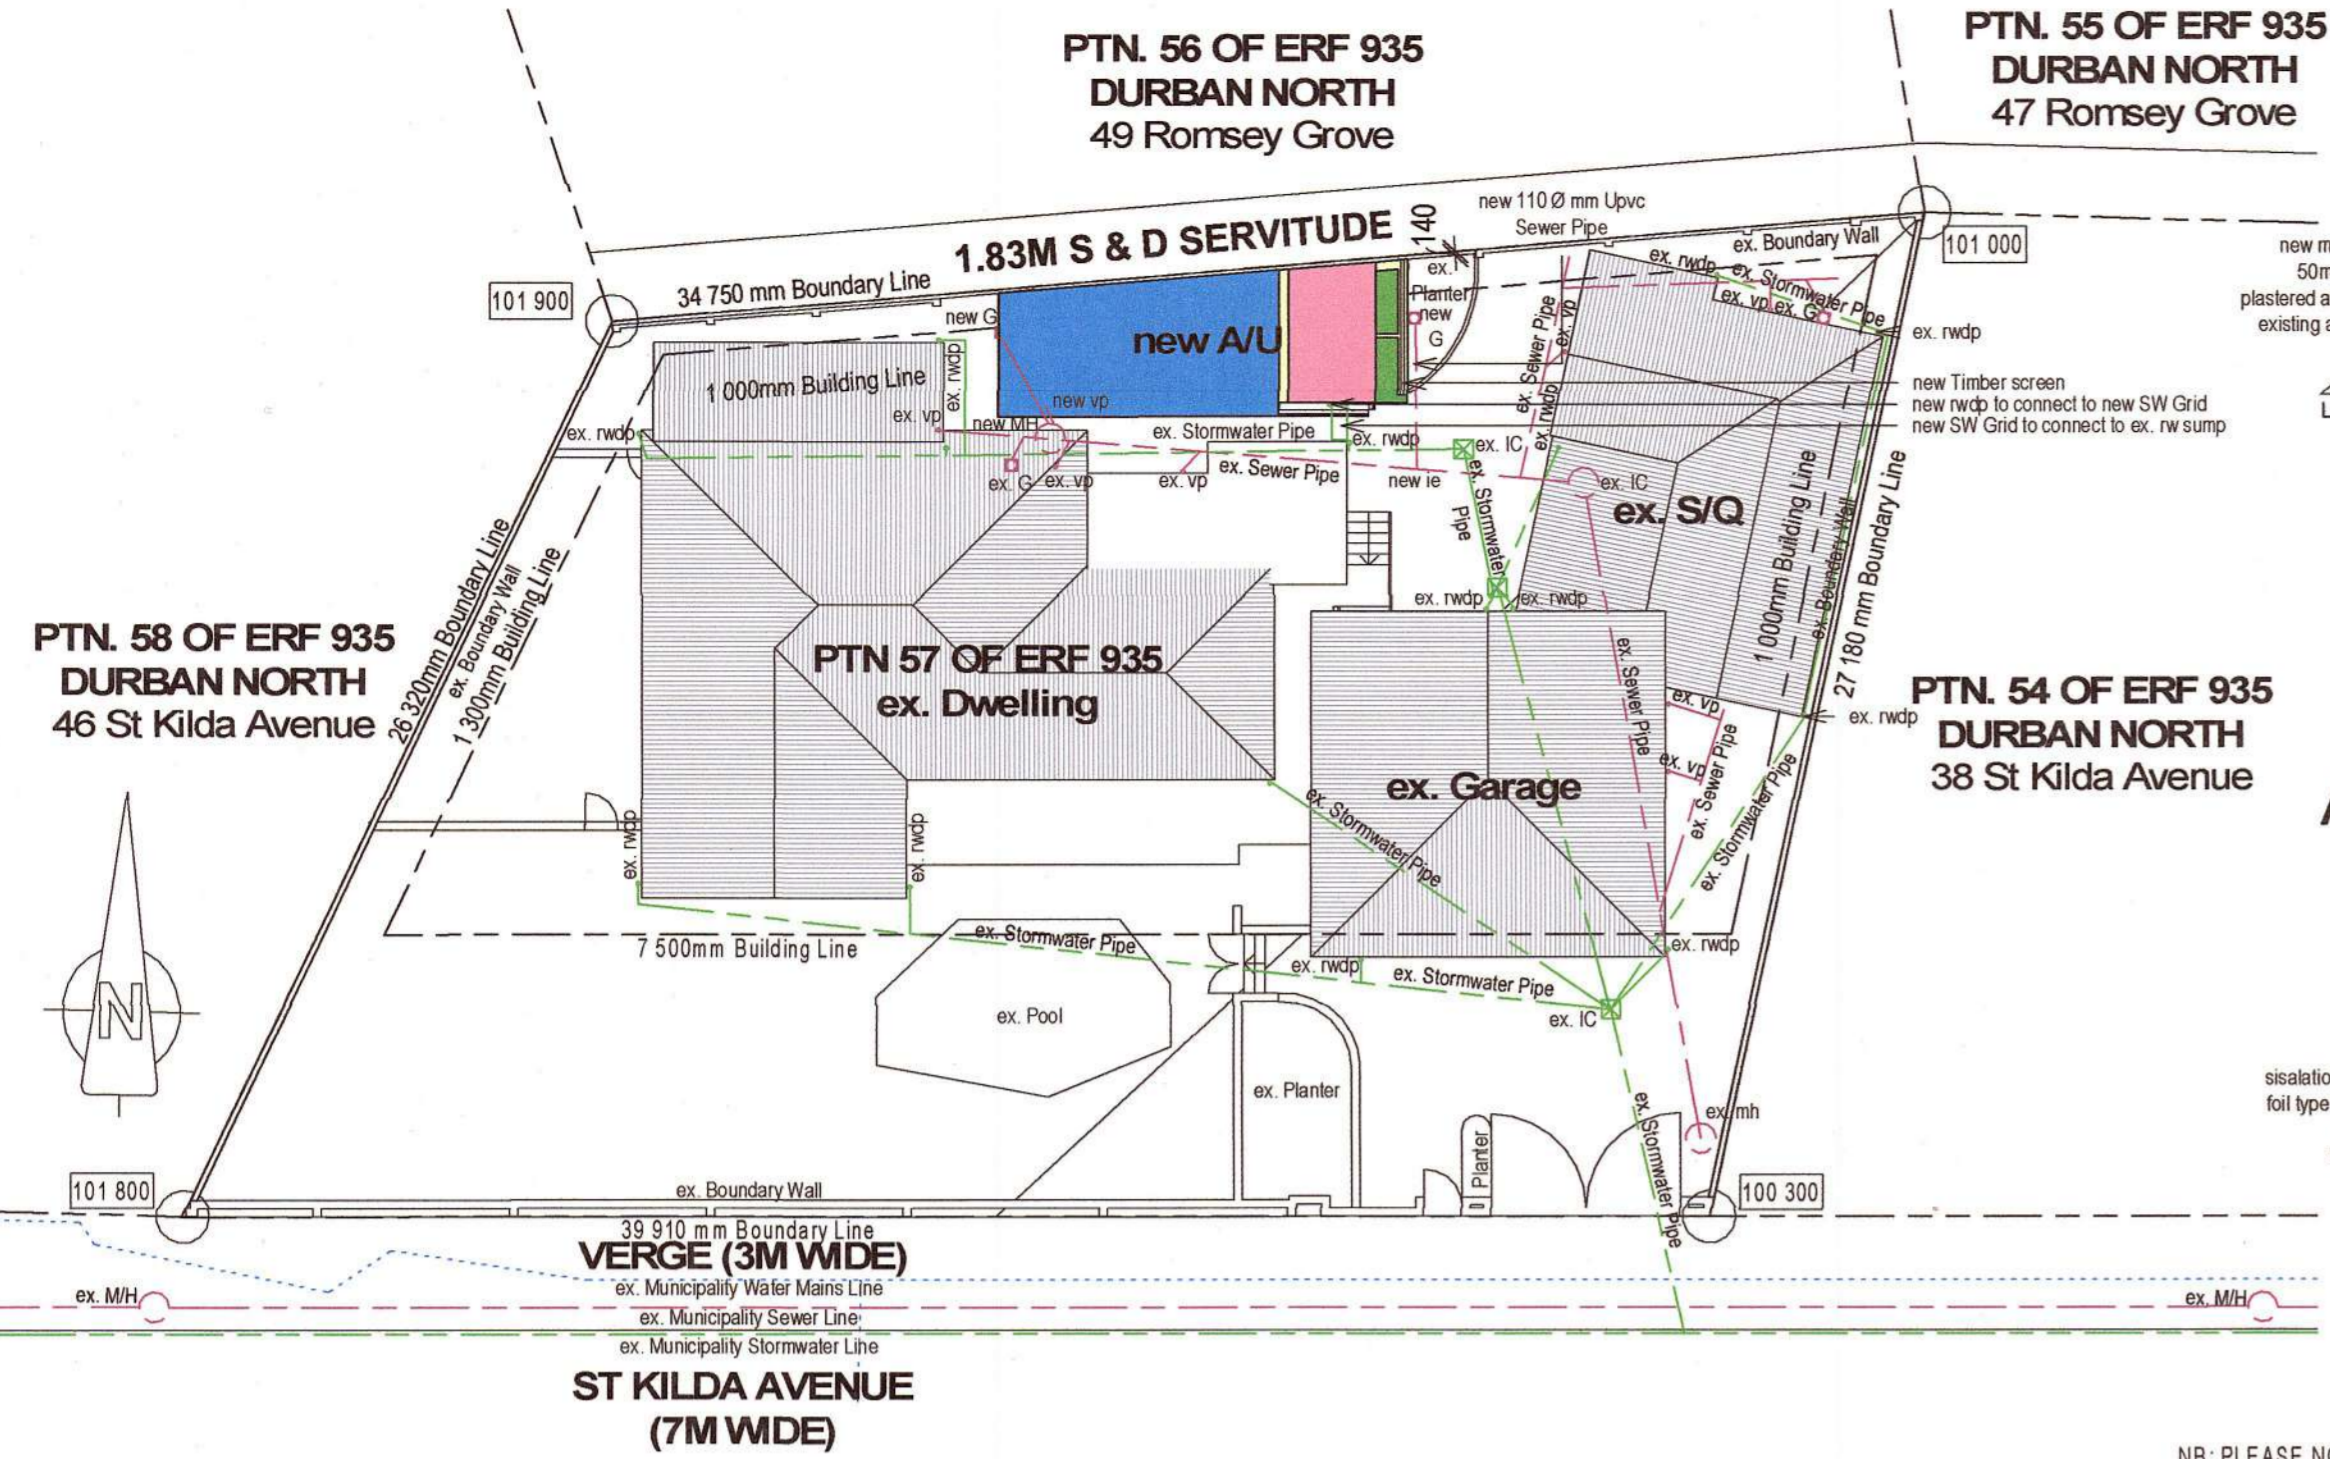 PTN. 56 OF ERF 935
DURBAN NORTH
49 Romsey Grove
PTN. 55 OF ERF 935
DURBAN NORTH
47 Romsey Grove
new 110 Ø mm Upvc
Sewer Pipe
140
1.83M S & D SERVITUDE
34 750 mm Boundary Line
101 900
101 000
ex. Boundary Wall
ex. rwdp
ex. Stormwater Pipe
ex. vp
ex. G
ex. rwdp
ex.
Planter
new
G
new G
new A/U
ex. Sewer Pipe
ex. vp
ex. rwdp
1 000mm Building Line
ex. rwdp
ex. vp
new vp
new MH
ex. rwdp
ex. Stormwater Pipe
ex. rwdp
ex. IC
new Timber screen
new rwdp to connect to new SW Grid
new SW Grid to connect to ex. rw sump
plastered a
existing a
ex. G
ex. vp
ex. vp
ex. Sewer Pipe
new ie
ex. IC
ex. S/Q
ex. Stormwater
Pipe
1 000mm Building Line
ex. Boundary Wall
27 180 mm Boundary Line
26 320mm Boundary Line
ex. Boundary Wall
1 300mm Building Line
ex. rwdp
ex. rwdp
PTN. 58 OF ERF 935
DURBAN NORTH
46 St Kilda Avenue
PTN 57 OF ERF 935
ex. Dwelling
ex. Sewer Pipe
ex. vp
ex. vp
ex. Sewer Pipe
ex. Stormwater Pipe
ex. rwdp
PTN. 54 OF ERF 935
DURBAN NORTH
38 St Kilda Avenue
ex. Garage
ex. Stormwater Pipe
ex. rwdp
ex. rwdp
7 500mm Building Line
ex. Stormwater Pipe
ex. rwdp
ex. Stormwater Pipe
ex. rwdp
ex. IC
N
ex. Pool
ex. Planter
Planter
ex. mh
ex. Stormwater Pipe
sisalatio
foil type
101 800
100 300
ex. Boundary Wall
39 910 mm Boundary Line
VERGE (3M WIDE)
ex. Municipality Water Mains Line
ex. M/H
ex. M/H
ex. Municipality Sewer Line
ex. Municipality Stormwater Line
ST KILDA AVENUE
(7M WIDE)